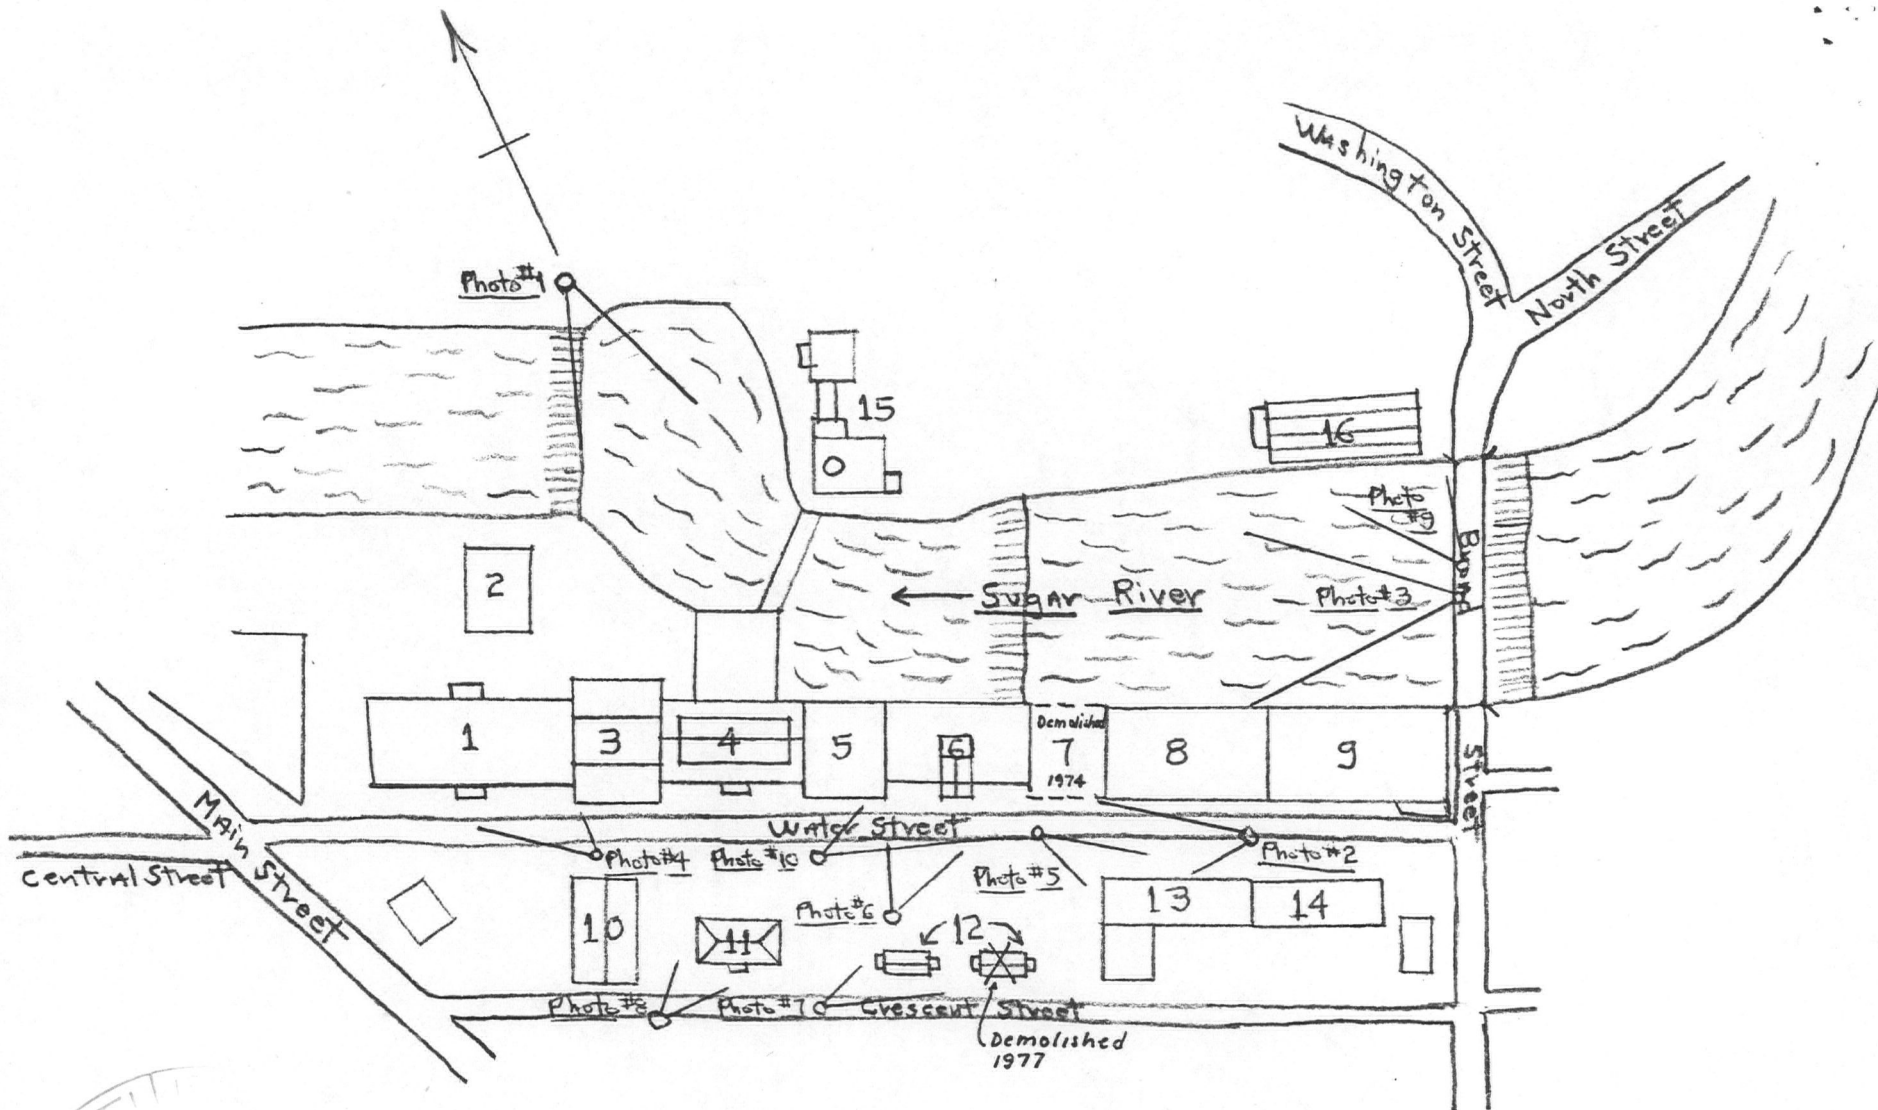 Washington Street
North Street
Photo #1
15
16
Photo
#9
Bridge
2
Sugar River
Photo #3
1
3
4
5
6
Demolished
7
1974
8
9
Street
Main Street
Water Street
Central Street
Photo #4
Photo #10
Photo #5
Photo #2
10
11
Photo #6
12
13
14
Photo #8
Photo #7
Crescent Street
Demolished
1977